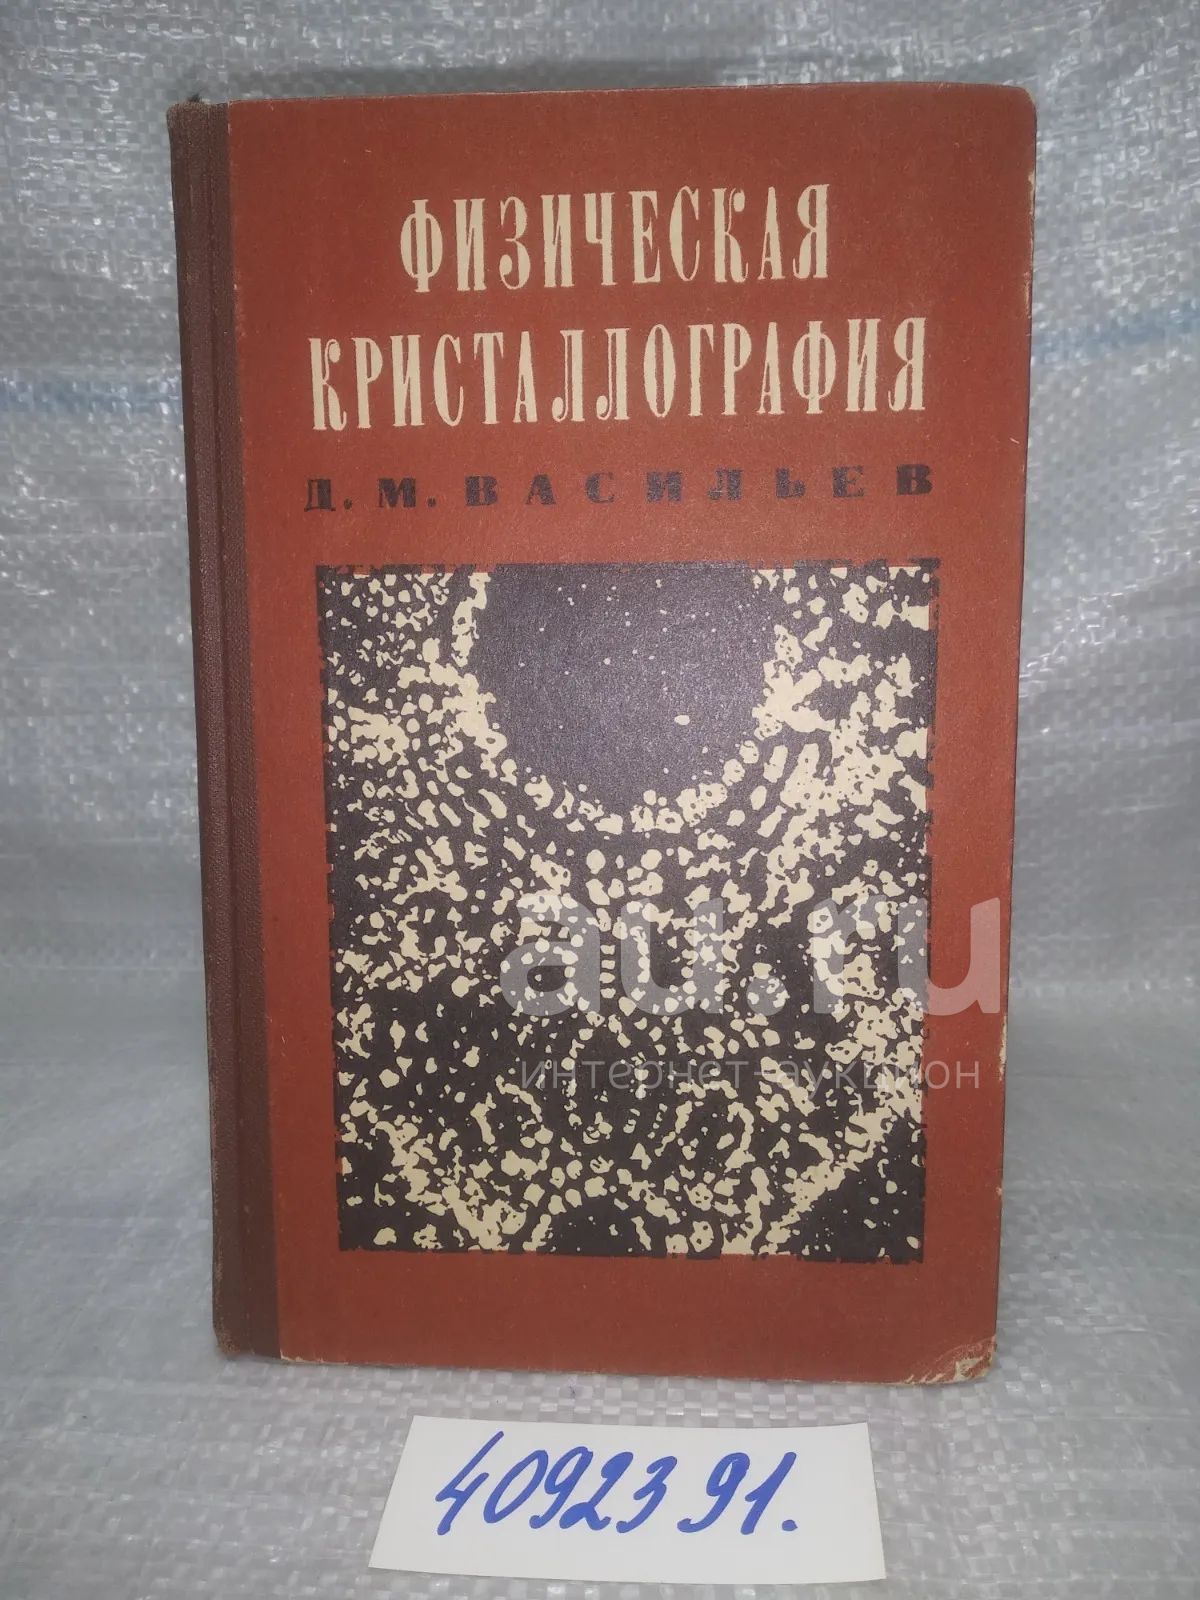 ФИЗИЧЕСКАЯ
КРИСТАЛЛОГРАФИЯ
Д. М. ВАСИЛЬЕВ
au.ru
интернет-аукцион
4092391.